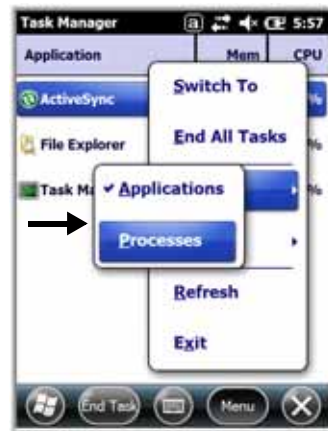 Task Manager 5:57
Application Mem CPU
ActiveSync %
File Explorer %
Task Ma %
Switch To
End All Tasks
Applications
Processes
Refresh
Exit
End Task Menu